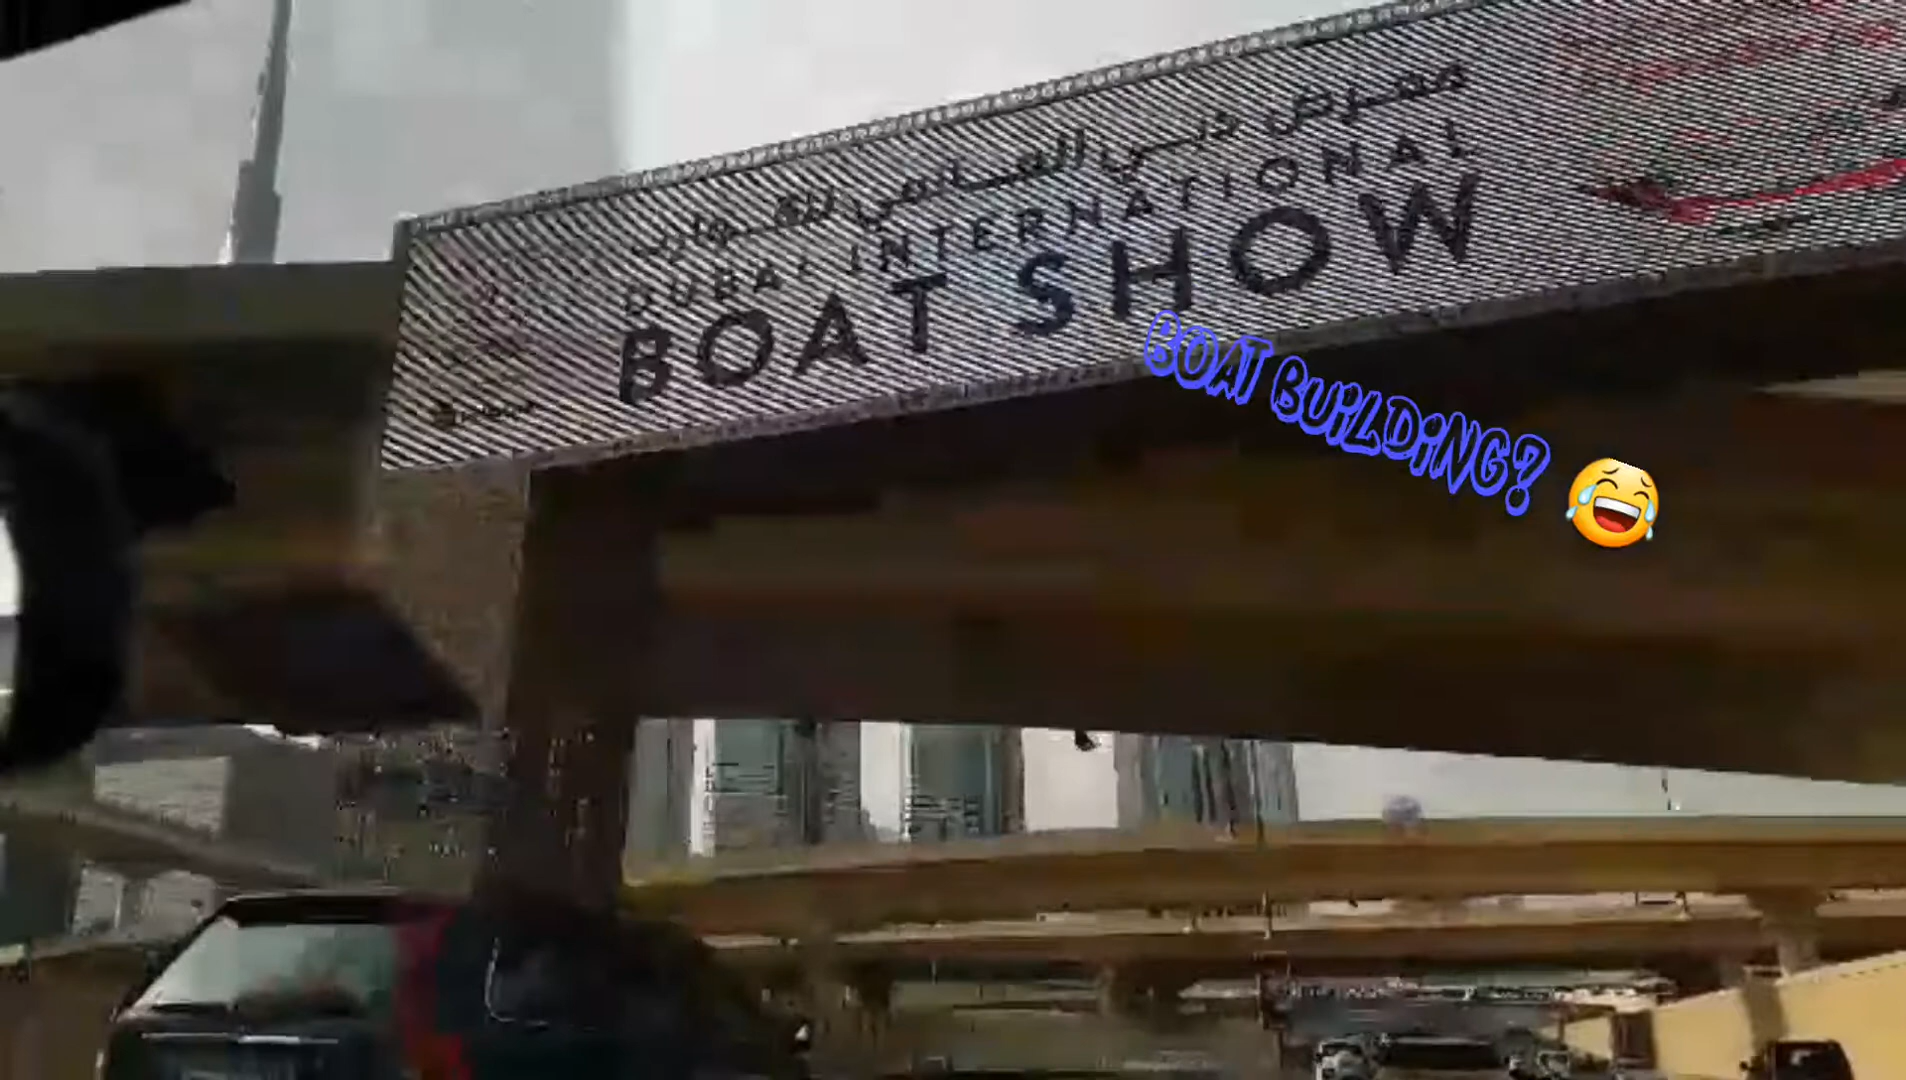 معرض دبي العالمي للقوارب
DUBAI INTERNATIONAL
BOAT SHOW
BOAT BUiLDiNG? 😂